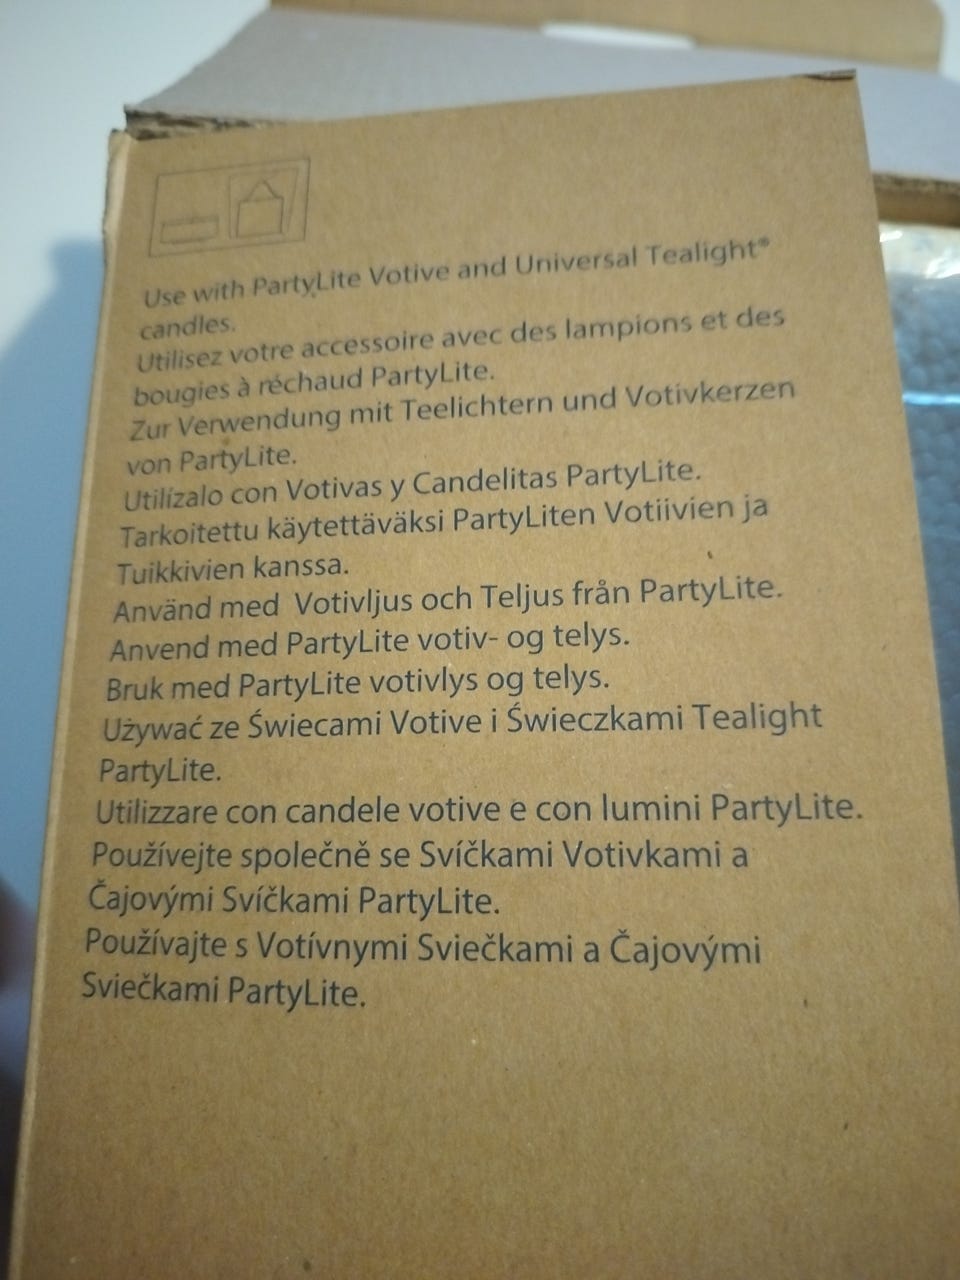 Use with PartyLite Votive and Universal Tealight®
candles.
Utilisez votre accessoire avec des lampions et des
bougies à réchaud PartyLite.
Zur Verwendung mit Teelichtern und Votivkerzen
von PartyLite.
Utilízalo con Votivas y Candelitas PartyLite.
Tarkoitettu käytettäväksi PartyLiten Votiivien ja
Tuikkivien kanssa.
Använd med Votivljus och Teljus från PartyLite.
Anvend med PartyLite votiv- og telys.
Bruk med PartyLite votivlys og telys.
Używać ze Świecami Votive i Świeczkami Tealight
PartyLite.
Utilizzare con candele votive e con lumini PartyLite.
Používejte společně se Svíčkami Votivkami a
Čajovými Svíčkami PartyLite.
Používajte s Votívnymi Sviečkami a Čajovými
Sviečkami PartyLite.